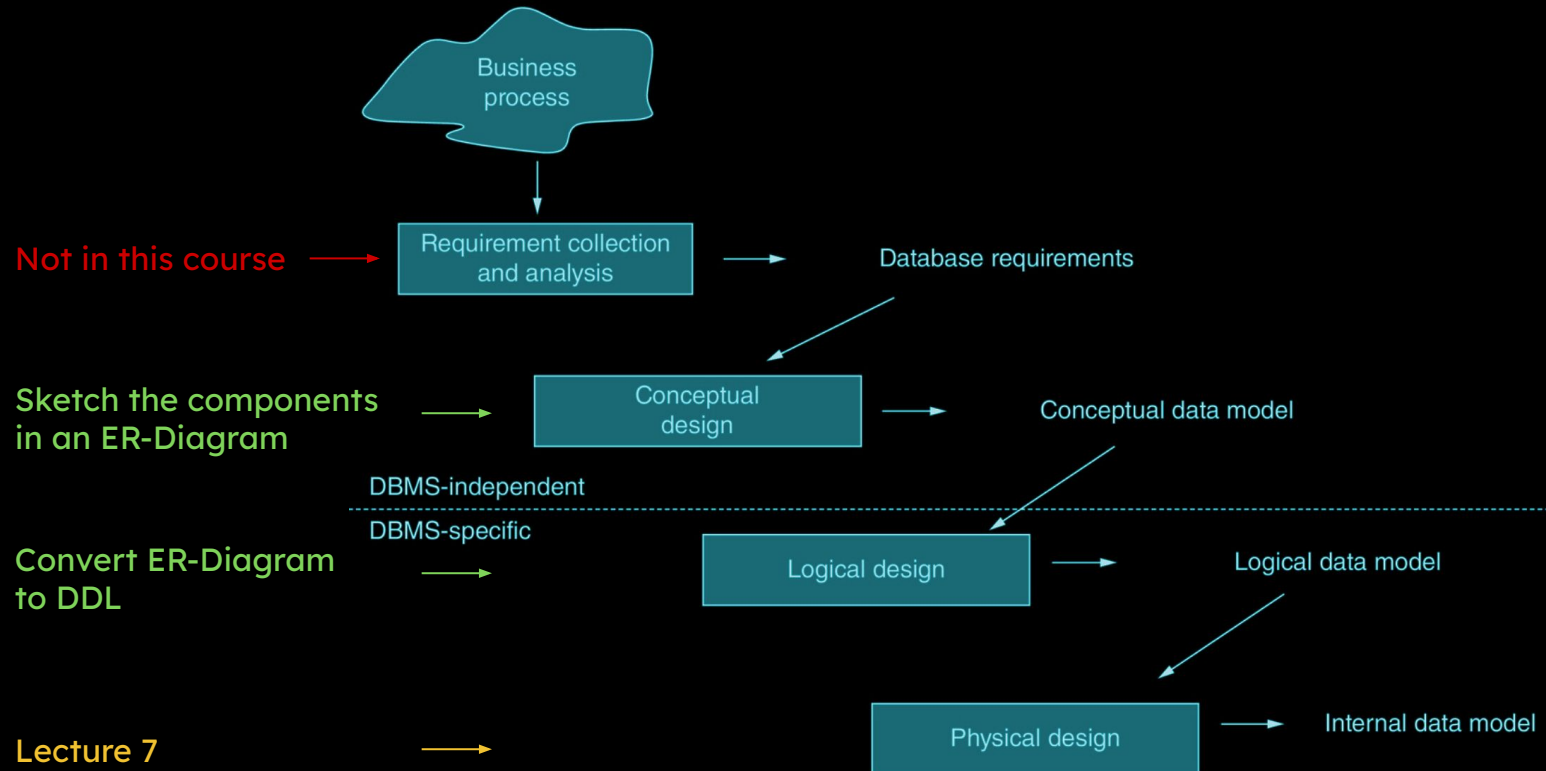 Business
process
Not in this course
Requirement collection
and analysis
Database requirements
Sketch the components
in an ER-Diagram
Conceptual
design
Conceptual data model
DBMS-independent
DBMS-specific
Convert ER-Diagram
to DDL
Logical design
Logical data model
Lecture 7
Physical design
Internal data model